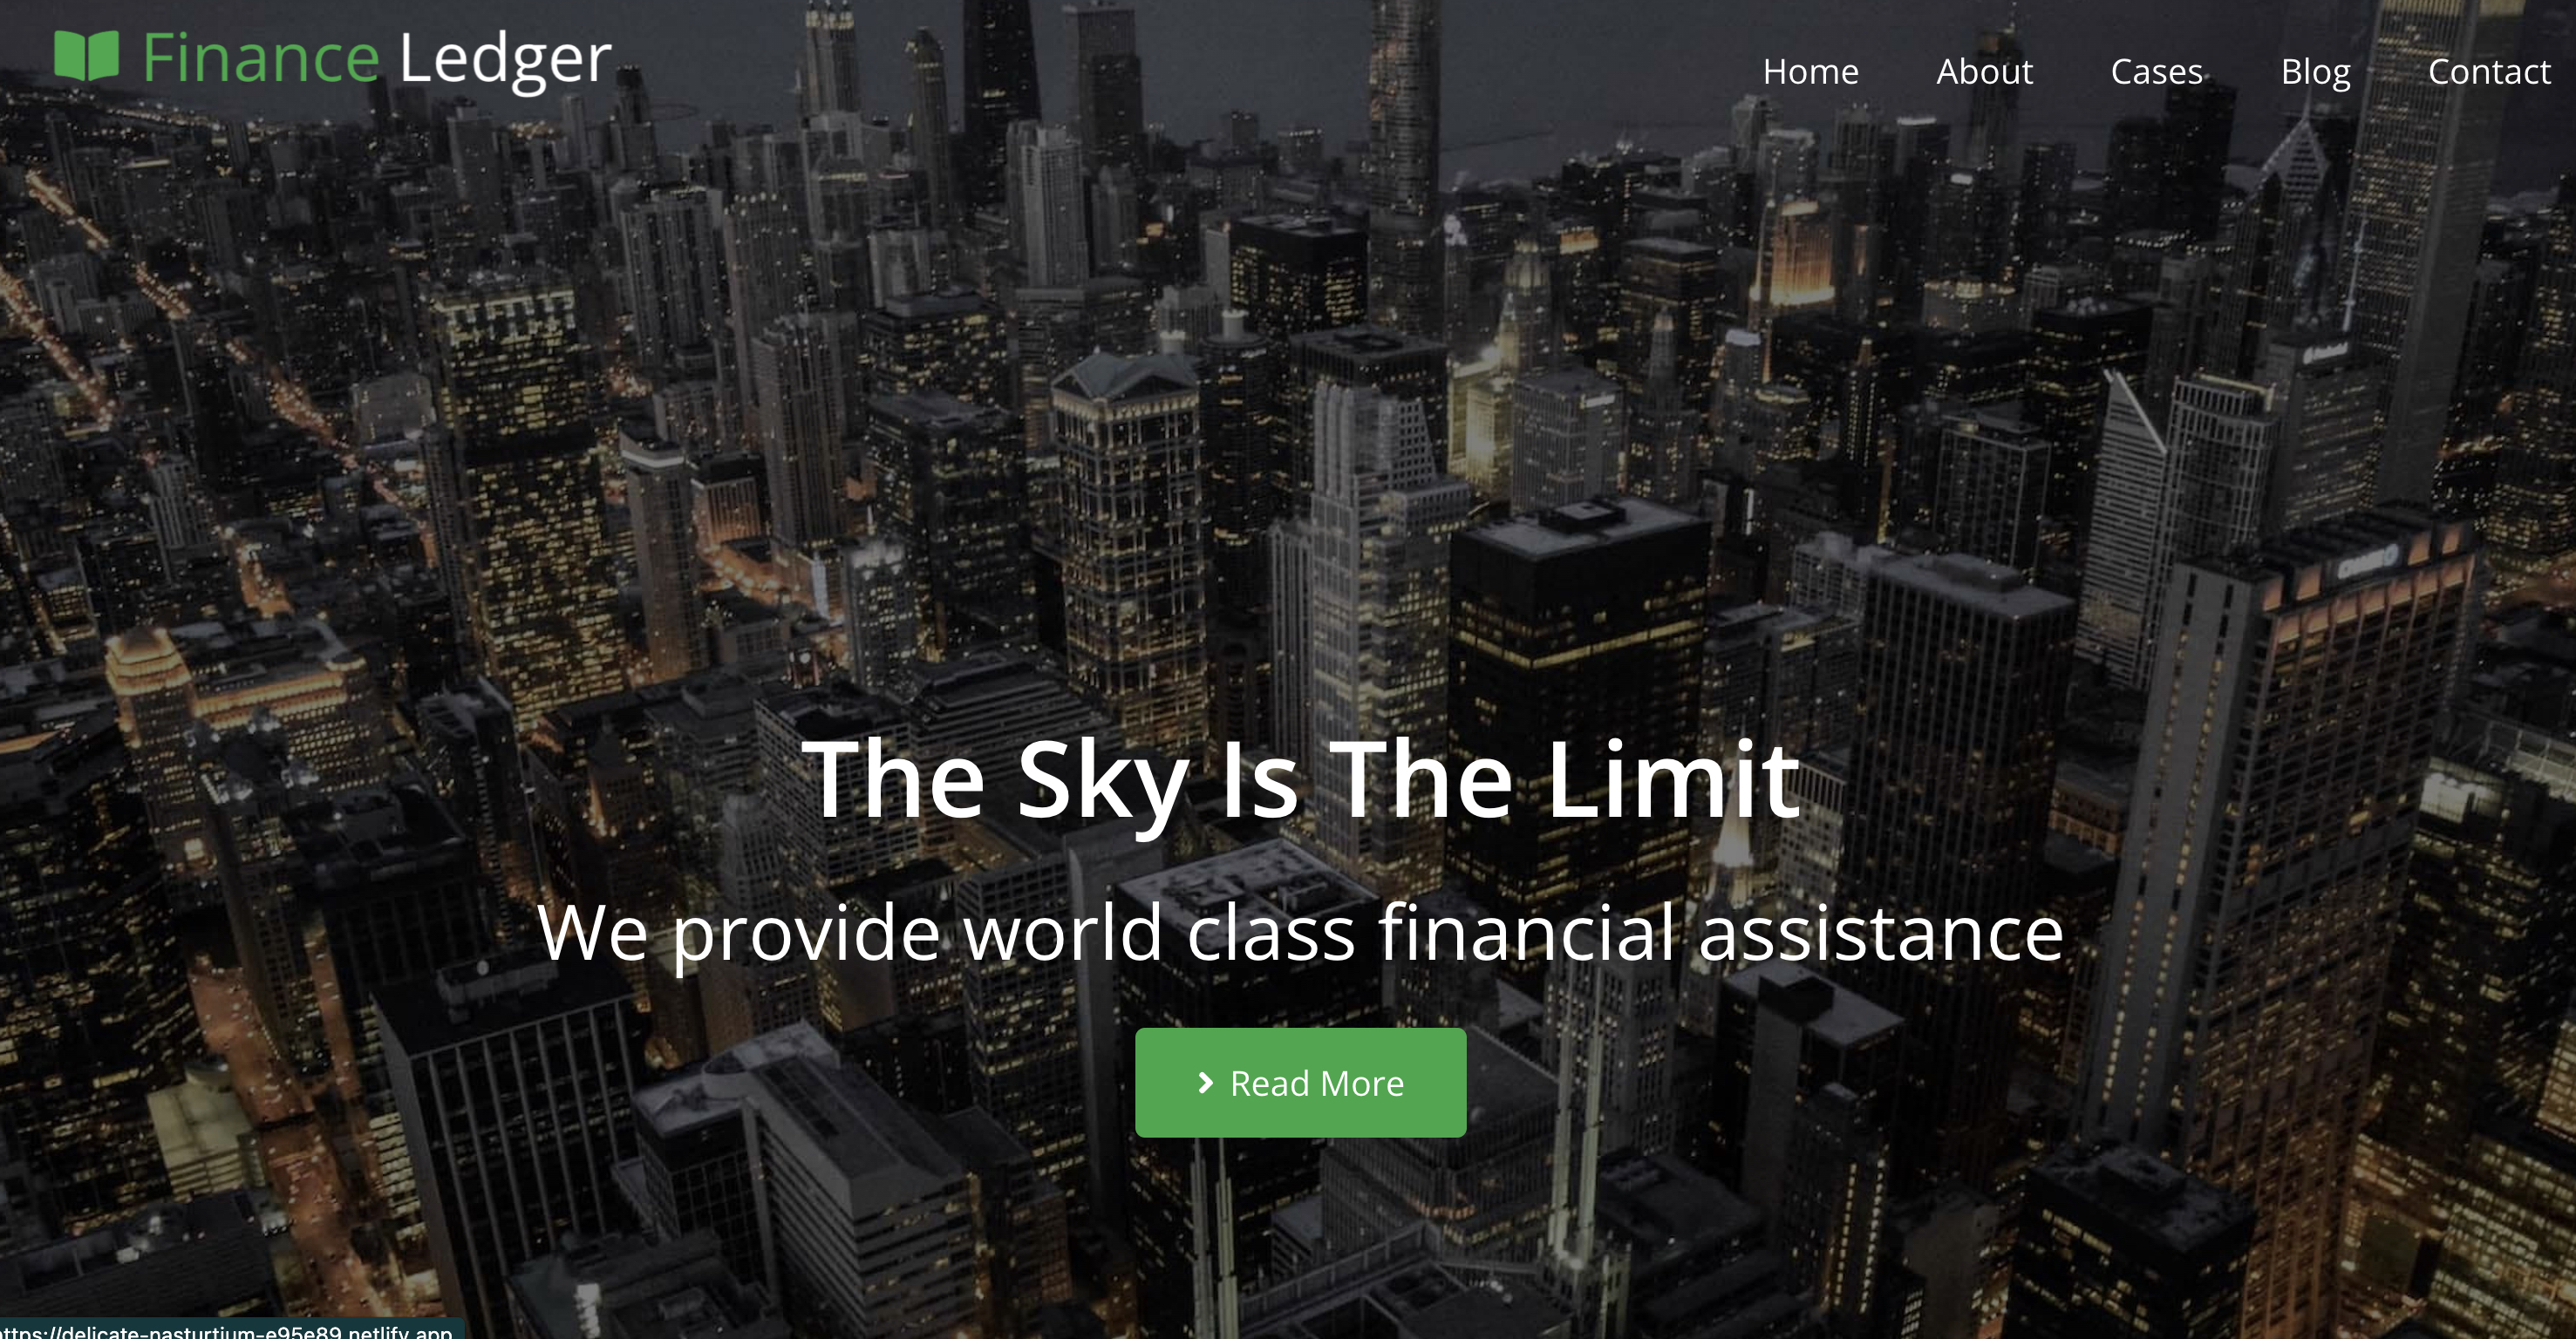 Finance Ledger
Home About Cases Blog Contact
The Sky Is The Limit
We provide world class financial assistance
Read More
ttps://delicate-nasturtium-e95e89.netlify.app